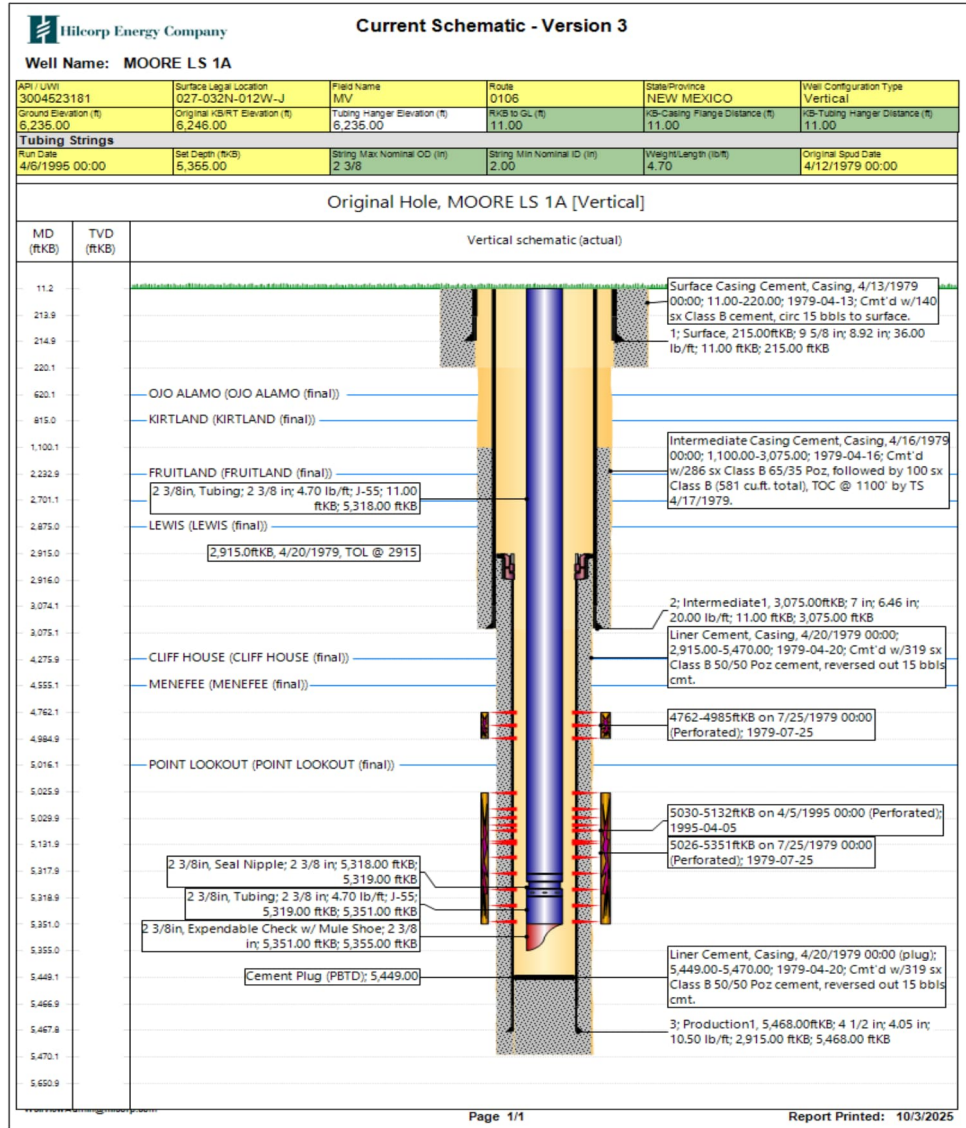 Hilcorp Energy Company
Current Schematic - Version 3
Well Name: MOORE LS 1A
API / UWI
3004523181
Surface Legal Location
027-032N-012W-J
Field Name
MV
Route
0106
State/Province
NEW MEXICO
Well Configuration Type
Vertical
Ground Elevation (ft)
6,235.00
Original KB/RT Elevation (ft)
6,246.00
Tubing Hanger Elevation (ft)
6,235.00
RKB to GL (ft)
11.00
KB-Casing Flange Distance (ft)
11.00
KB-Tubing Hanger Distance (ft)
11.00
Tubing Strings
Run Date
4/6/1995 00:00
Set Depth (ftKB)
5,355.00
String Max Nominal OD (in)
2 3/8
String Min Nominal ID (in)
2.00
Weight/Length (lb/ft)
4.70
Original Spud Date
4/12/1979 00:00
Original Hole, MOORE LS 1A [Vertical]
MD
(ftKB)
TVD
(ftKB)
Vertical schematic (actual)
11.2
213.9
214.9
220.1
620.1
815.0
1,100.1
2,232.9
2,701.1
2,875.0
2,915.0
2,916.0
3,074.1
3,075.1
4,275.9
4,555.1
4,762.1
4,984.9
5,016.1
5,025.9
5,029.9
5,131.9
5,317.9
5,318.9
5,351.0
5,355.0
5,449.1
5,466.9
5,467.8
5,470.1
5,650.9
OJO ALAMO (OJO ALAMO (final))
KIRTLAND (KIRTLAND (final))
FRUITLAND (FRUITLAND (final))
2 3/8in, Tubing; 2 3/8 in; 4.70 lb/ft; J-55; 11.00
ftKB; 5,318.00 ftKB
LEWIS (LEWIS (final))
2,915.0ftKB, 4/20/1979, TOL @ 2915
CLIFF HOUSE (CLIFF HOUSE (final))
MENEFEE (MENEFEE (final))
POINT LOOKOUT (POINT LOOKOUT (final))
2 3/8in, Seal Nipple; 2 3/8 in; 5,318.00 ftKB;
5,319.00 ftKB
2 3/8in, Tubing; 2 3/8 in; 4.70 lb/ft; J-55;
5,319.00 ftKB; 5,351.00 ftKB
2 3/8in, Expendable Check w/ Mule Shoe; 2 3/8
in; 5,351.00 ftKB; 5,355.00 ftKB
Cement Plug (PBTD); 5,449.00
Surface Casing Cement, Casing, 4/13/1979
00:00; 11.00-220.00; 1979-04-13; Cmt'd w/140
sx Class B cement, circ 15 bbls to surface.
1; Surface, 215.00ftKB; 9 5/8 in; 8.92 in; 36.00
lb/ft; 11.00 ftKB; 215.00 ftKB
Intermediate Casing Cement, Casing, 4/16/1979
00:00; 1,100.00-3,075.00; 1979-04-16; Cmt'd
w/286 sx Class B 65/35 Poz, followed by 100 sx
Class B (581 cu.ft. total), TOC @ 1100' by TS
4/17/1979.
2; Intermediate1, 3,075.00ftKB; 7 in; 6.46 in;
20.00 lb/ft; 11.00 ftKB; 3,075.00 ftKB
Liner Cement, Casing, 4/20/1979 00:00;
2,915.00-5,470.00; 1979-04-20; Cmt'd w/319 sx
Class B 50/50 Poz cement, reversed out 15 bbls
cmt.
4762-4985ftKB on 7/25/1979 00:00
(Perforated); 1979-07-25
5030-5132ftKB on 4/5/1995 00:00 (Perforated);
1995-04-05
5026-5351ftKB on 7/25/1979 00:00
(Perforated); 1979-07-25
Liner Cement, Casing, 4/20/1979 00:00 (plug);
5,449.00-5,470.00; 1979-04-20; Cmt'd w/319 sx
Class B 50/50 Poz cement, reversed out 15 bbls
cmt.
3; Production1, 5,468.00ftKB; 4 1/2 in; 4.05 in;
10.50 lb/ft; 2,915.00 ftKB; 5,468.00 ftKB
Page 1/1
Report Printed: 10/3/2025